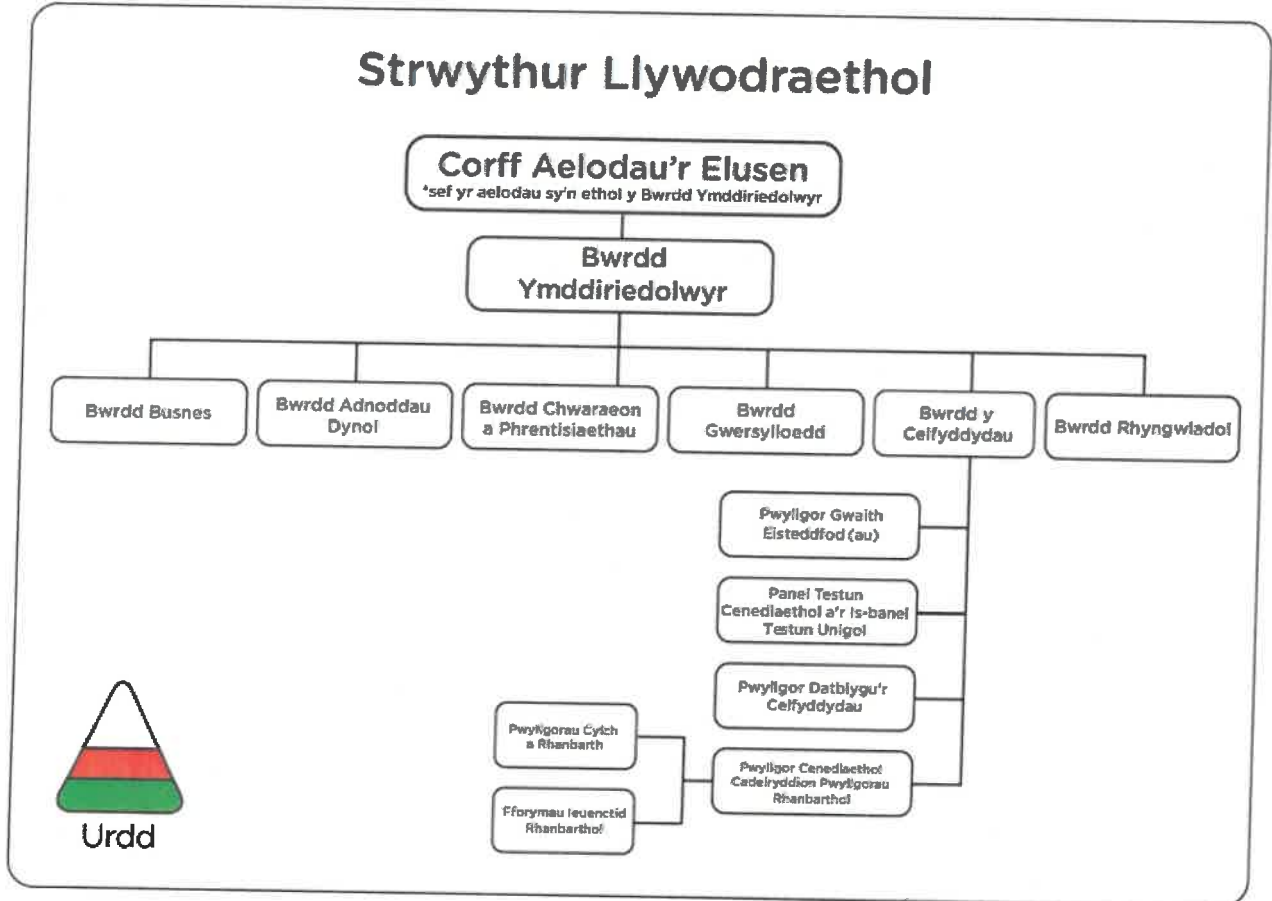 Strwythur Llywodraethol
Corff Aelodau'r Elusen
*sef yr aelodau sy'n ethol y Bwrdd Ymddiriedolwyr
Bwrdd
Ymddiriedolwyr
Bwrdd Busnes
Bwrdd Adnoddau
Dynol
Bwrdd Chwaraeon
a Phrentisiaethau
Bwrdd
Gwersylloedd
Bwrdd y
Celfyddydau
Bwrdd Rhyngwladol
Pwyllgor Gwaith
Eisteddfod (au)
Panel Testun
Cenedlaethol a'r Is-banel
Testun Unigol
Pwyllgor Datblygu'r
Celfyddydau
Pwyllgor Cenedlaethol
Cadeiryddion Pwyllgorau
Rhanbarthol
Pwyllgorau Cylch
a Rhanbarth
Fforymau Ieuenctid
Rhanbarthol
Urdd